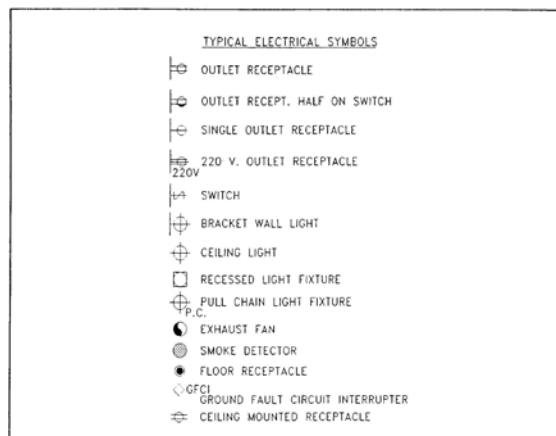 TYPICAL ELECTRICAL SYMBOLS
OUTLET RECEPTACLE
OUTLET RECEPT. HALF ON SWITCH
SINGLE OUTLET RECEPTACLE
220 V. OUTLET RECEPTACLE
220V
SWITCH
BRACKET WALL LIGHT
CEILING LIGHT
RECESSED LIGHT FIXTURE
PULL CHAIN LIGHT FIXTURE
P.C.
EXHAUST FAN
SMOKE DETECTOR
FLOOR RECEPTACLE
GFCI
GROUND FAULT CIRCUIT INTERRUPTER
CEILING MOUNTED RECEPTACLE